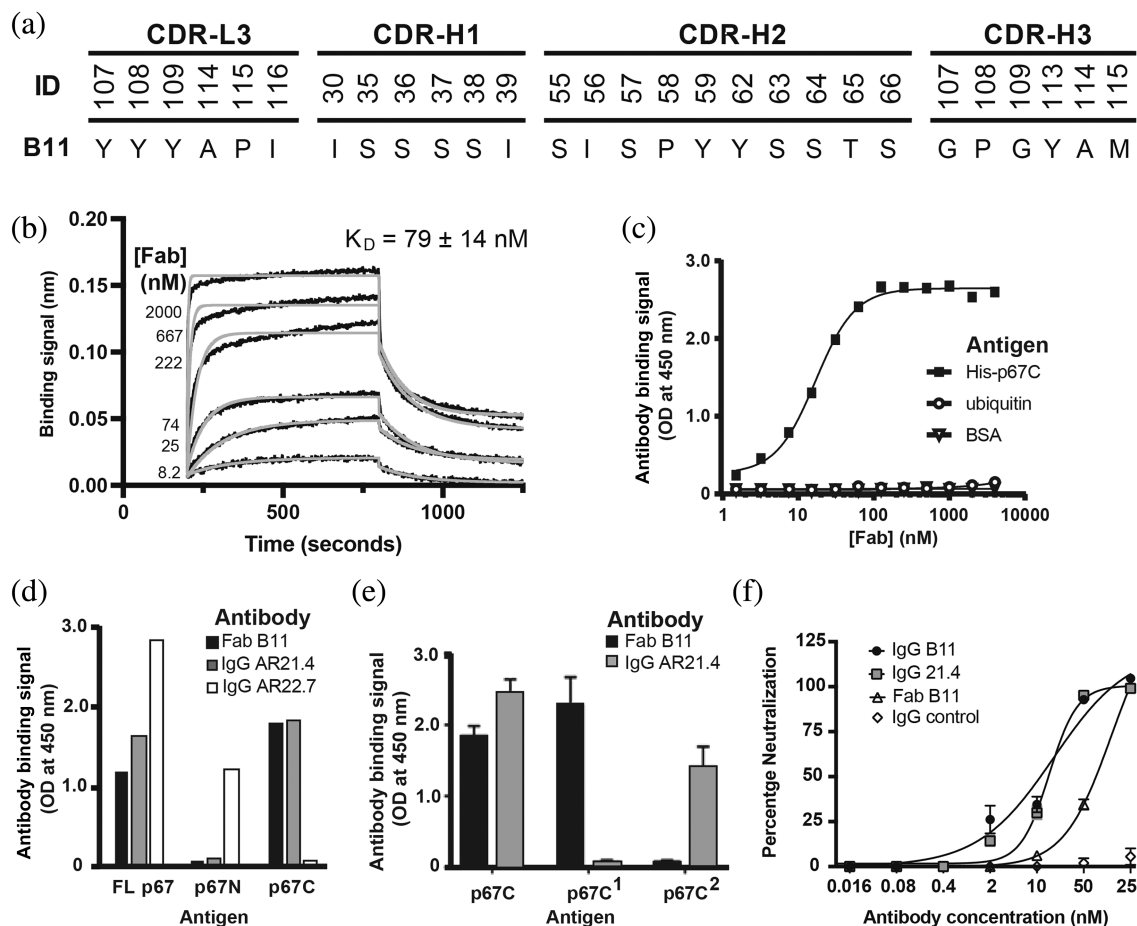 (a)
CDR-L3 CDR-H1 CDR-H2 CDR-H3
ID 107 108 109 114 115 116 30 35 36 37 38 39 55 56 57 58 59 62 63 64 65 66 107 108 109 113 114 115
B11 Y Y Y A P I I S S S S I S I S P Y Y S S T S G P G Y A M
(b)
0.20
0.15
0.10
0.05
0.00
Binding signal (nm)
[Fab]
(nM)
2000
667
222
74
25
8.2
KD = 79 ± 14 nM
0 500 1000
Time (seconds)
(c)
3.0
2.0
1.0
0
Antibody binding signal
(OD at 450 nm)
Antigen
His-p67C
ubiquitin
BSA
1 10 100 1000 10000
[Fab] (nM)
(d)
Antibody
Fab B11
IgG AR21.4
IgG AR22.7
3.0
2.0
1.0
0
Antibody binding signal
(OD at 450 nm)
FL p67 p67N p67C
Antigen
(e)
Antibody
Fab B11
IgG AR21.4
3.0
2.0
1.0
0
Antibody binding signal
(OD at 450 nm)
p67C p67C1 p67C2
Antigen
(f)
125
100
75
50
25
0
Percentge Neutralization
IgG B11
IgG 21.4
Fab B11
IgG control
0.016 0.08 0.4 2 10 50 25
Antibody concentration (nM)